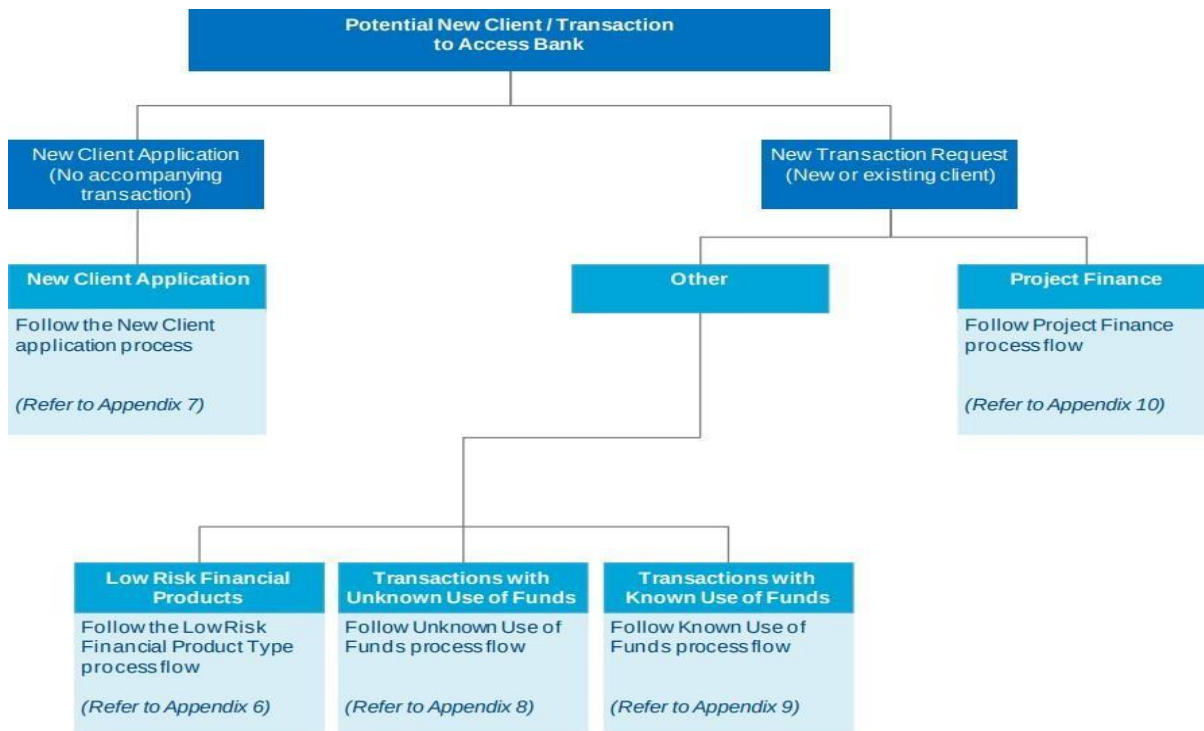 Potential New Client / Transaction
to Access Bank
New Client Application
(No accompanying
transaction)
New Transaction Request
(New or existing client)
New Client Application
Follow the New Client
application process
(Refer to Appendix 7)
Other
Project Finance
Follow Project Finance
process flow
(Refer to Appendix 10)
Low Risk Financial
Products
Follow the Low Risk
Financial Product Type
process flow
(Refer to Appendix 6)
Transactions with
Unknown Use of Funds
Follow Unknown Use of
Funds process flow
(Refer to Appendix 8)
Transactions with
Known Use of Funds
Follow Known Use of
Funds process flow
(Refer to Appendix 9)